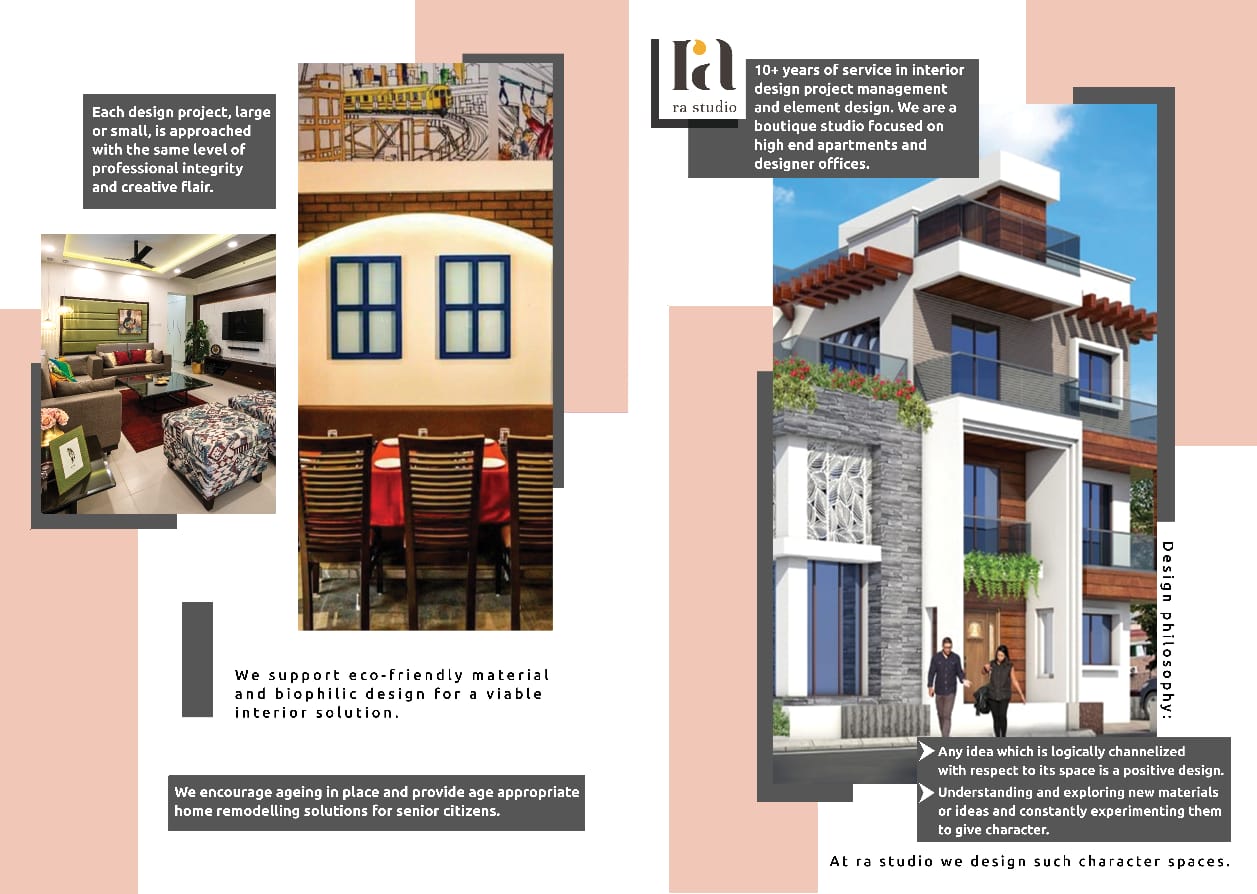 Each design project, large
or small, is approached
with the same level of
professional integrity
and creative flair.
We support eco-friendly material
and biophilic design for a viable
interior solution.
We encourage ageing in place and provide age appropriate
home remodelling solutions for senior citizens.
ra
ra studio
10+ years of service in interior
design project management
and element design. We are a
boutique studio focused on
high end apartments and
designer offices.
Design philosophy:
Any idea which is logically channelized
with respect to its space is a positive design.
Understanding and exploring new materials
or ideas and constantly experimenting them
to give character.
At ra studio we design such character spaces.